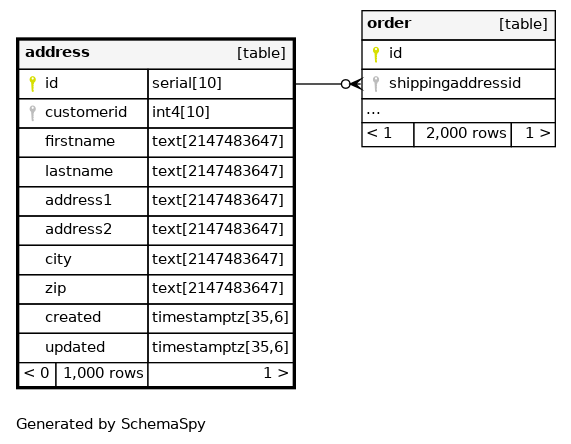 address [table]
id serial[10]
customerid int4[10]
firstname text[2147483647]
lastname text[2147483647]
address1 text[2147483647]
address2 text[2147483647]
city text[2147483647]
zip text[2147483647]
created timestamptz[35,6]
updated timestamptz[35,6]
< 0 1,000 rows 1 >
order [table]
id
shippingaddressid
...
< 1 2,000 rows 1 >
Generated by SchemaSpy